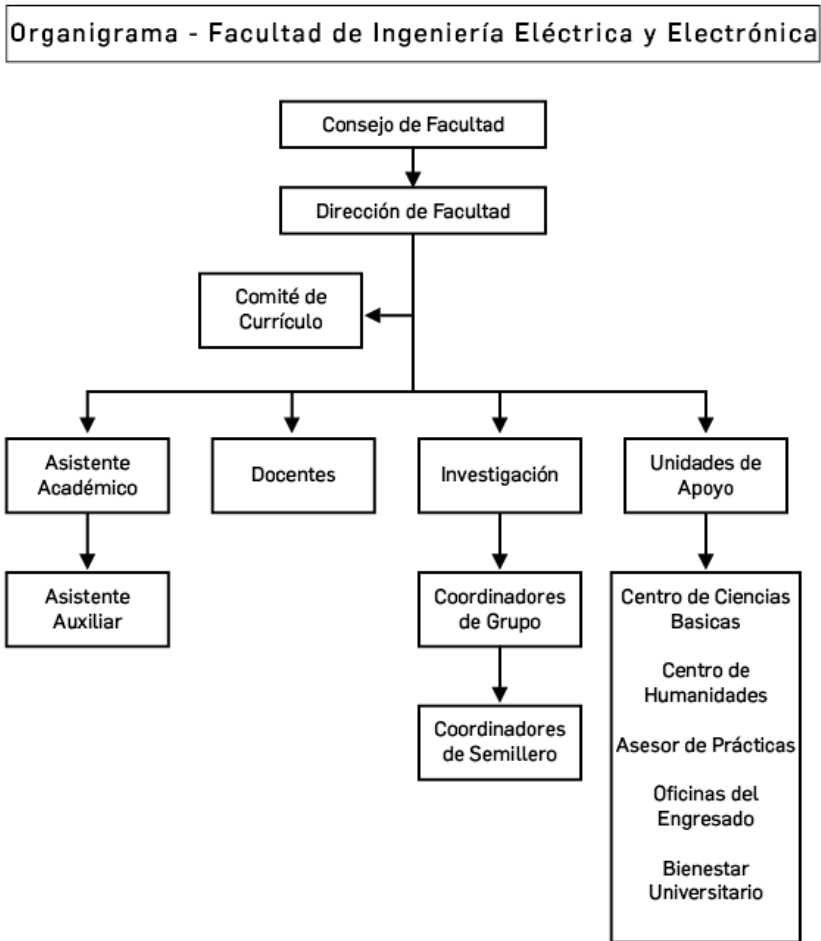 Organigrama - Facultad de Ingeniería Eléctrica y Electrónica
Consejo de Facultad
Dirección de Facultad
Comité de
Currículo
Asistente
Académico
Docentes
Investigación
Unidades de
Apoyo
Asistente
Auxiliar
Coordinadores
de Grupo
Coordinadores
de Semillero
Centro de Ciencias
Basicas
Centro de
Humanidades
Asesor de Prácticas
Oficinas del
Engresado
Bienestar
Universitario